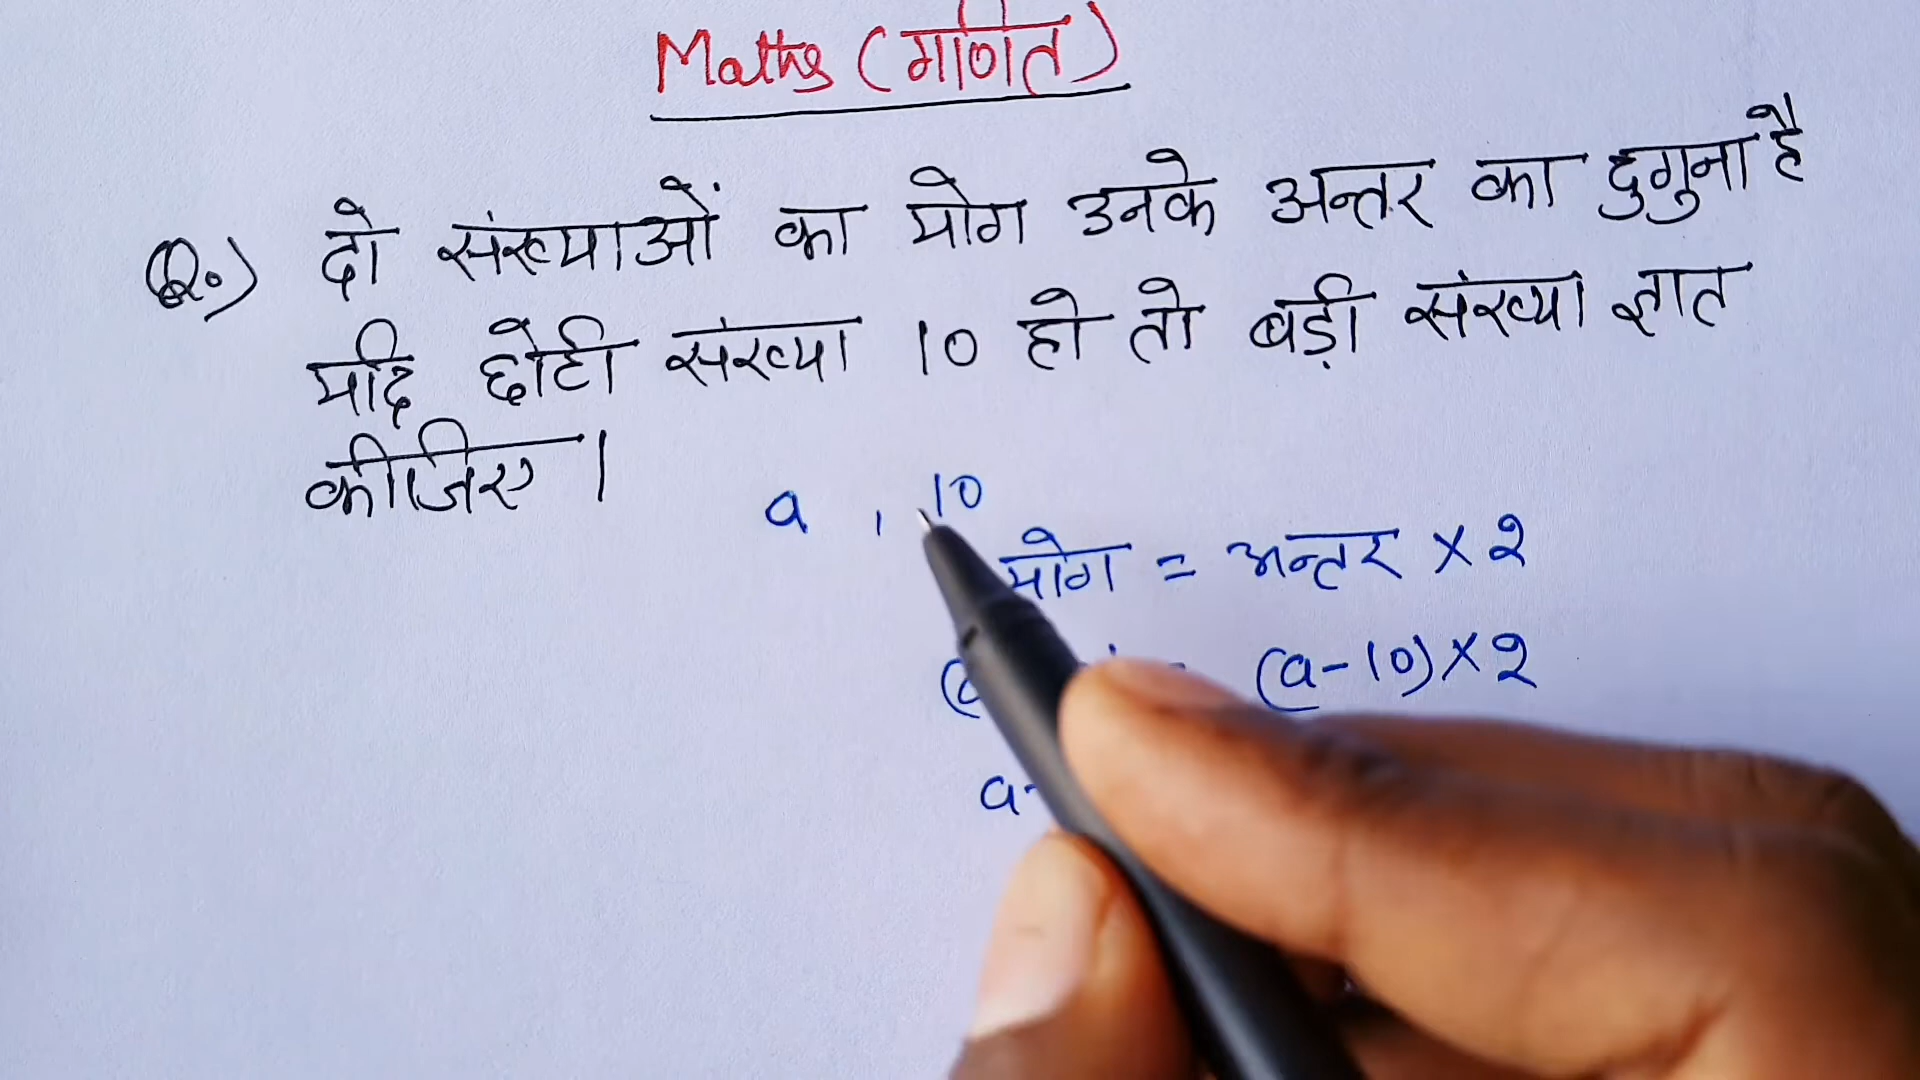 Maths (गणित)
Q.) दो संख्याओं का योग उनके अन्तर का दुगुना है
यदि छोटी संख्या 10 हो तो बड़ी संख्या ज्ञात
कीजिए।
a , 10
योग = अन्तर × 2
(a-10)×2
a